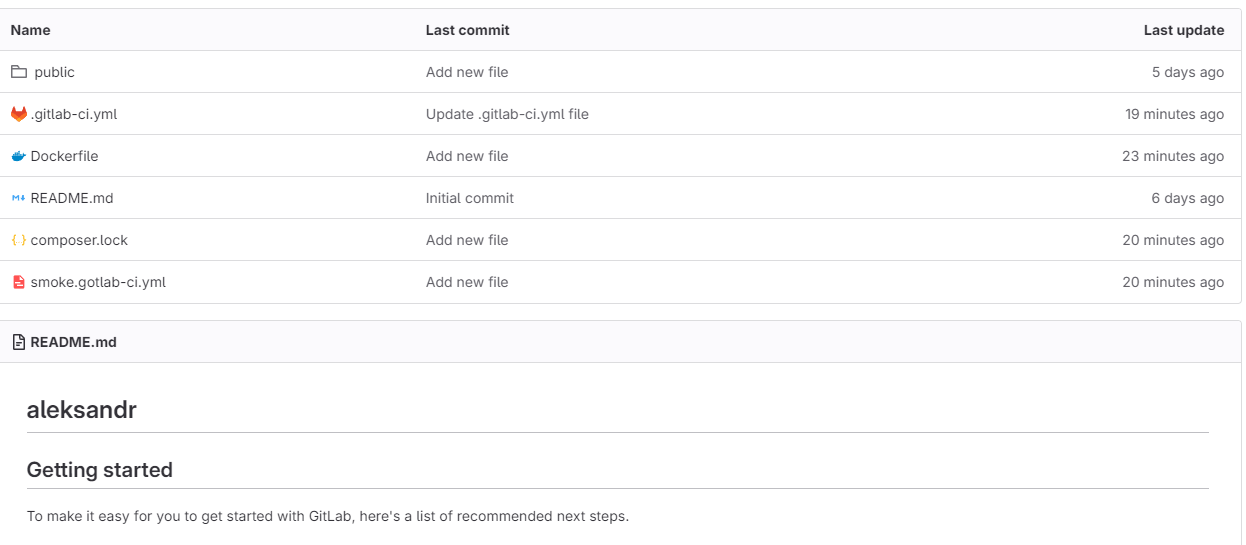 Name Last commit Last update
public Add new file 5 days ago
.gitlab-ci.yml Update .gitlab-ci.yml file 19 minutes ago
Dockerfile Add new file 23 minutes ago
README.md Initial commit 6 days ago
composer.lock Add new file 20 minutes ago
smoke.gotlab-ci.yml Add new file 20 minutes ago
README.md
aleksandr
Getting started
To make it easy for you to get started with GitLab, here's a list of recommended next steps.